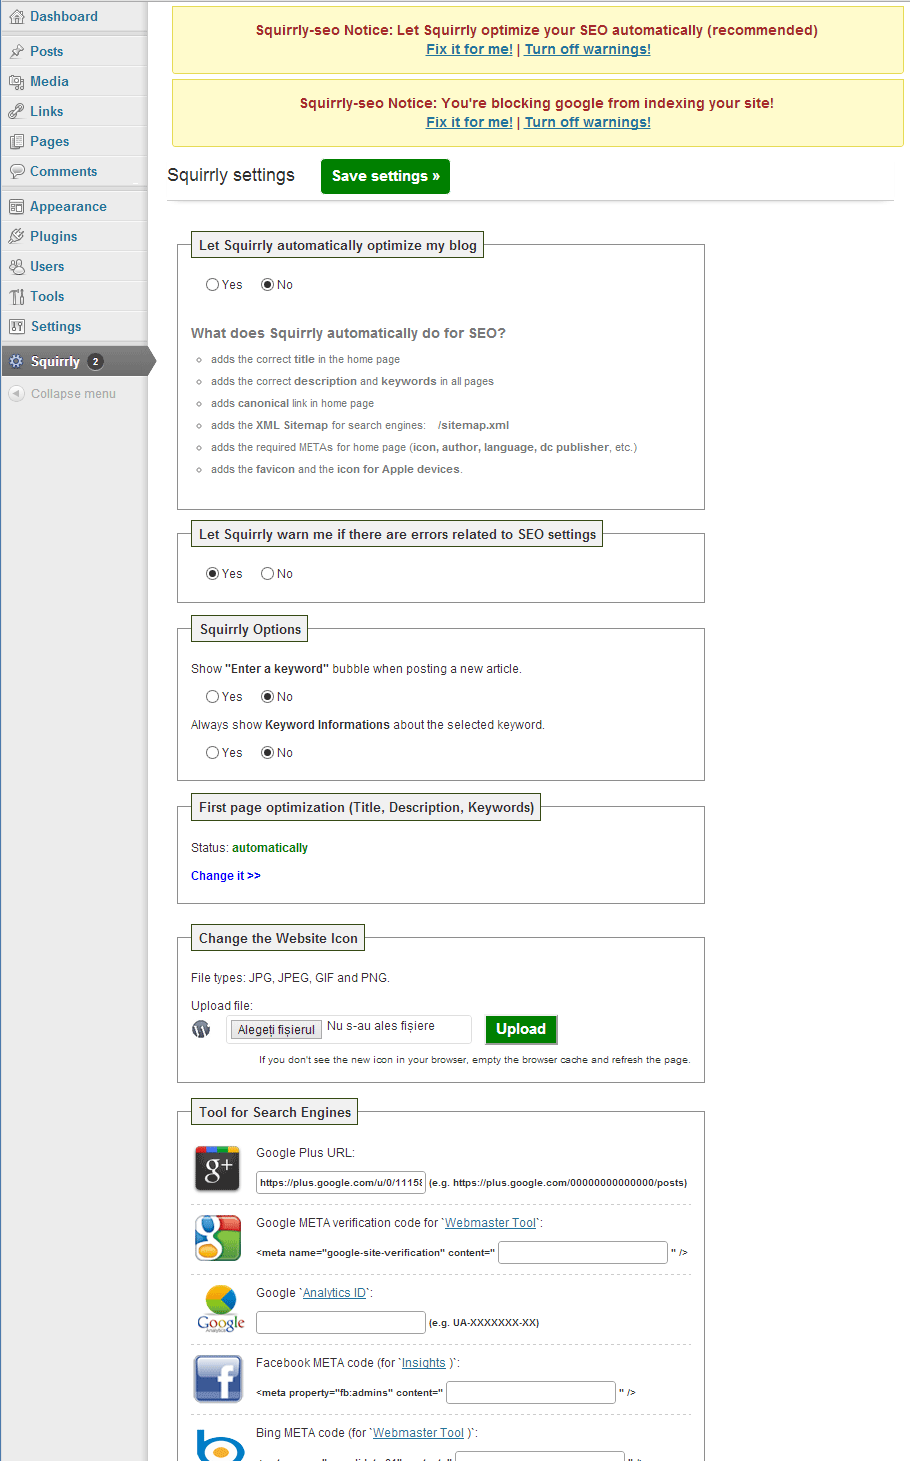 Dashboard
Posts
Media
Links
Pages
Comments
Appearance
Plugins
Users
Tools
Settings
Squirrly 2
Collapse menu
Squirrly-seo Notice: Let Squirrly optimize your SEO automatically (recommended)
Fix it for me! | Turn off warnings!
Squirrly-seo Notice: You're blocking google from indexing your site!
Fix it for me! | Turn off warnings!
Squirrly settings
Save settings »
Let Squirrly automatically optimize my blog
Yes No
What does Squirrly automatically do for SEO?
adds the correct title in the home page
adds the correct description and keywords in all pages
adds canonical link in home page
adds the XML Sitemap for search engines: /sitemap.xml
adds the required METAs for home page (icon, author, language, dc publisher, etc.)
adds the favicon and the icon for Apple devices.
Let Squirrly warn me if there are errors related to SEO settings
Yes No
Squirrly Options
Show "Enter a keyword" bubble when posting a new article.
Yes No
Always show Keyword Informations about the selected keyword.
Yes No
First page optimization (Title, Description, Keywords)
Status: automatically
Change it >>
Change the Website Icon
File types: JPG, JPEG, GIF and PNG.
Upload file:
Alegeți fișierul Nu s-au ales fișiere Upload
If you don't see the new icon in your browser, empty the browser cache and refresh the page.
Tool for Search Engines
g+
Google Plus URL:
https://plus.google.com/u/0/1115 (e.g. https://plus.google.com/00000000000000/posts)
g
Google META verification code for `Webmaster Tool`:
<meta name="google-site-verification" content=" " />
Google Analytics
Google `Analytics ID`:
(e.g. UA-XXXXXXX-XX)
f
Facebook META code (for `Insights )`:
<meta property="fb:admins" content=" " />
b
Bing META code (for `Webmaster Tool )`: